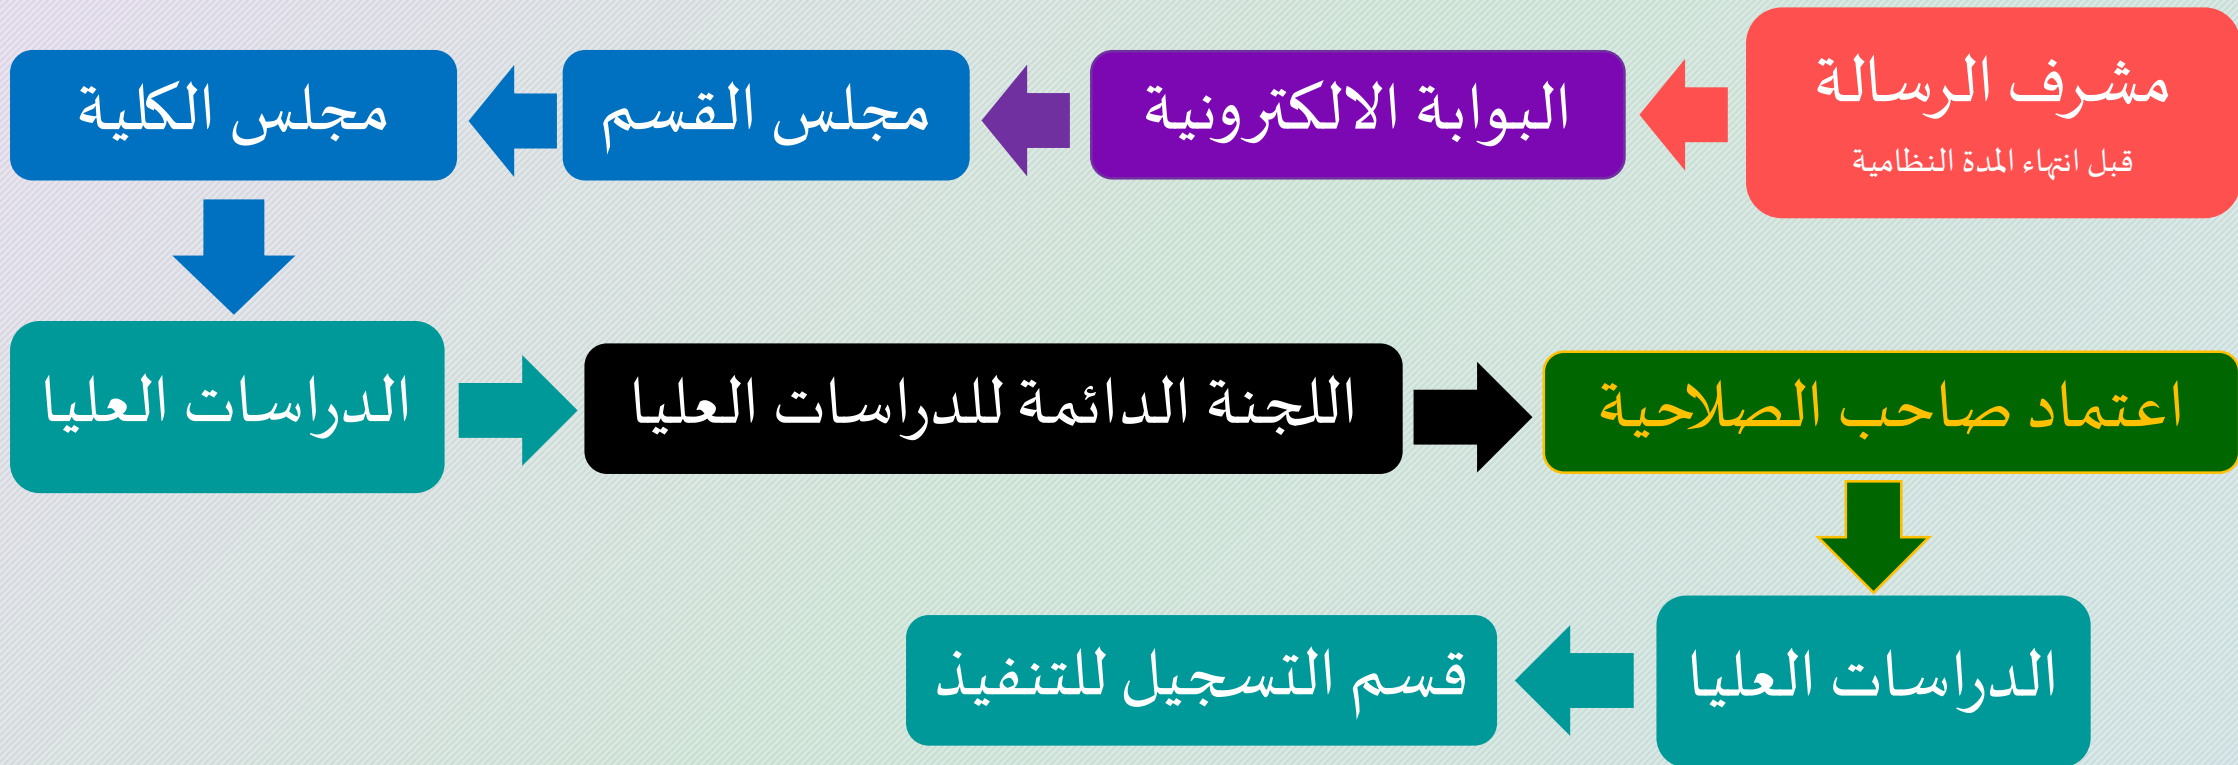 مشرف الرسالة
قبل انتهاء المدة النظامية
البوابة الالكترونية
مجلس القسم
مجلس الكلية
الدراسات العليا
اللجنة الدائمة للدراسات العليا
اعتماد صاحب الصلاحية
الدراسات العليا
قسم التسجيل للتنفيذ